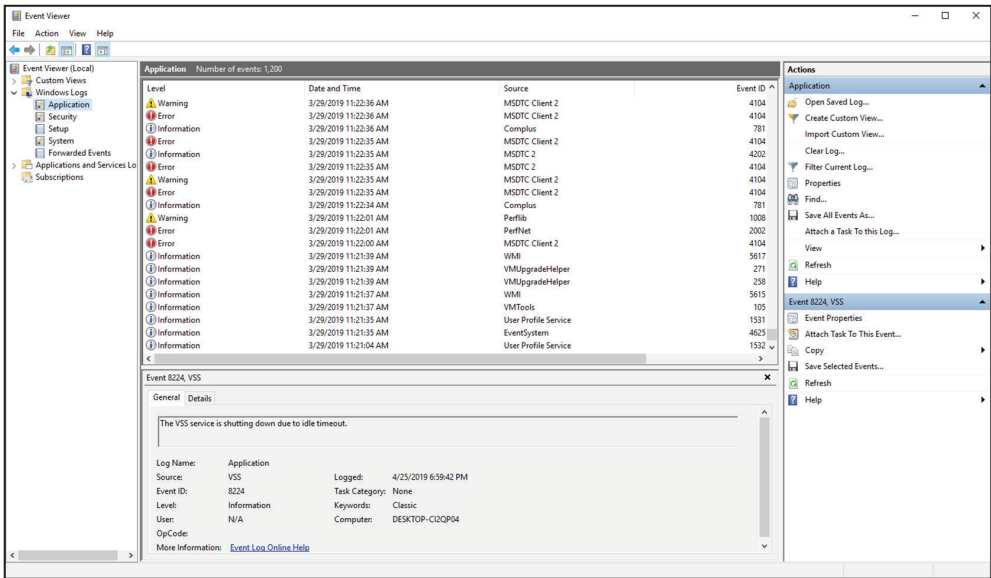 Event Viewer
File Action View Help
Event Viewer (Local)
Custom Views
Windows Logs
Application
Security
Setup
System
Forwarded Events
Applications and Services Lo
Subscriptions
Application Number of events: 1,200
Level Date and Time Source Event ID
Warning 3/29/2019 11:22:36 AM MSDTC Client 2 4104
Error 3/29/2019 11:22:36 AM MSDTC Client 2 4104
Information 3/29/2019 11:22:36 AM Complus 781
Error 3/29/2019 11:22:35 AM MSDTC Client 2 4104
Information 3/29/2019 11:22:35 AM MSDTC 2 4202
Error 3/29/2019 11:22:35 AM MSDTC 2 4104
Warning 3/29/2019 11:22:35 AM MSDTC Client 2 4104
Error 3/29/2019 11:22:35 AM MSDTC Client 2 4104
Information 3/29/2019 11:22:34 AM Complus 781
Warning 3/29/2019 11:22:01 AM Perflib 1008
Error 3/29/2019 11:22:01 AM PerfNet 2002
Error 3/29/2019 11:22:00 AM MSDTC Client 2 4104
Information 3/29/2019 11:21:39 AM WMI 5617
Information 3/29/2019 11:21:39 AM VMUpgradeHelper 271
Information 3/29/2019 11:21:39 AM VMUpgradeHelper 258
Information 3/29/2019 11:21:37 AM WMI 5615
Information 3/29/2019 11:21:37 AM VMTools 105
Information 3/29/2019 11:21:35 AM User Profile Service 1531
Information 3/29/2019 11:21:35 AM EventSystem 4625
Information 3/29/2019 11:21:04 AM User Profile Service 1532
Event 8224, VSS
General Details
The VSS service is shutting down due to idle timeout.
Log Name: Application
Source: VSS Logged: 4/25/2019 6:59:42 PM
Event ID: 8224 Task Category: None
Level: Information Keywords: Classic
User: N/A Computer: DESKTOP-CI2QP04
OpCode:
More Information: Event Log Online Help
Actions
Application
Open Saved Log...
Create Custom View...
Import Custom View...
Clear Log...
Filter Current Log...
Properties
Find...
Save All Events As...
Attach a Task To this Log...
View
Refresh
Help
Event 8224, VSS
Event Properties
Attach Task To This Event...
Copy
Save Selected Events...
Refresh
Help